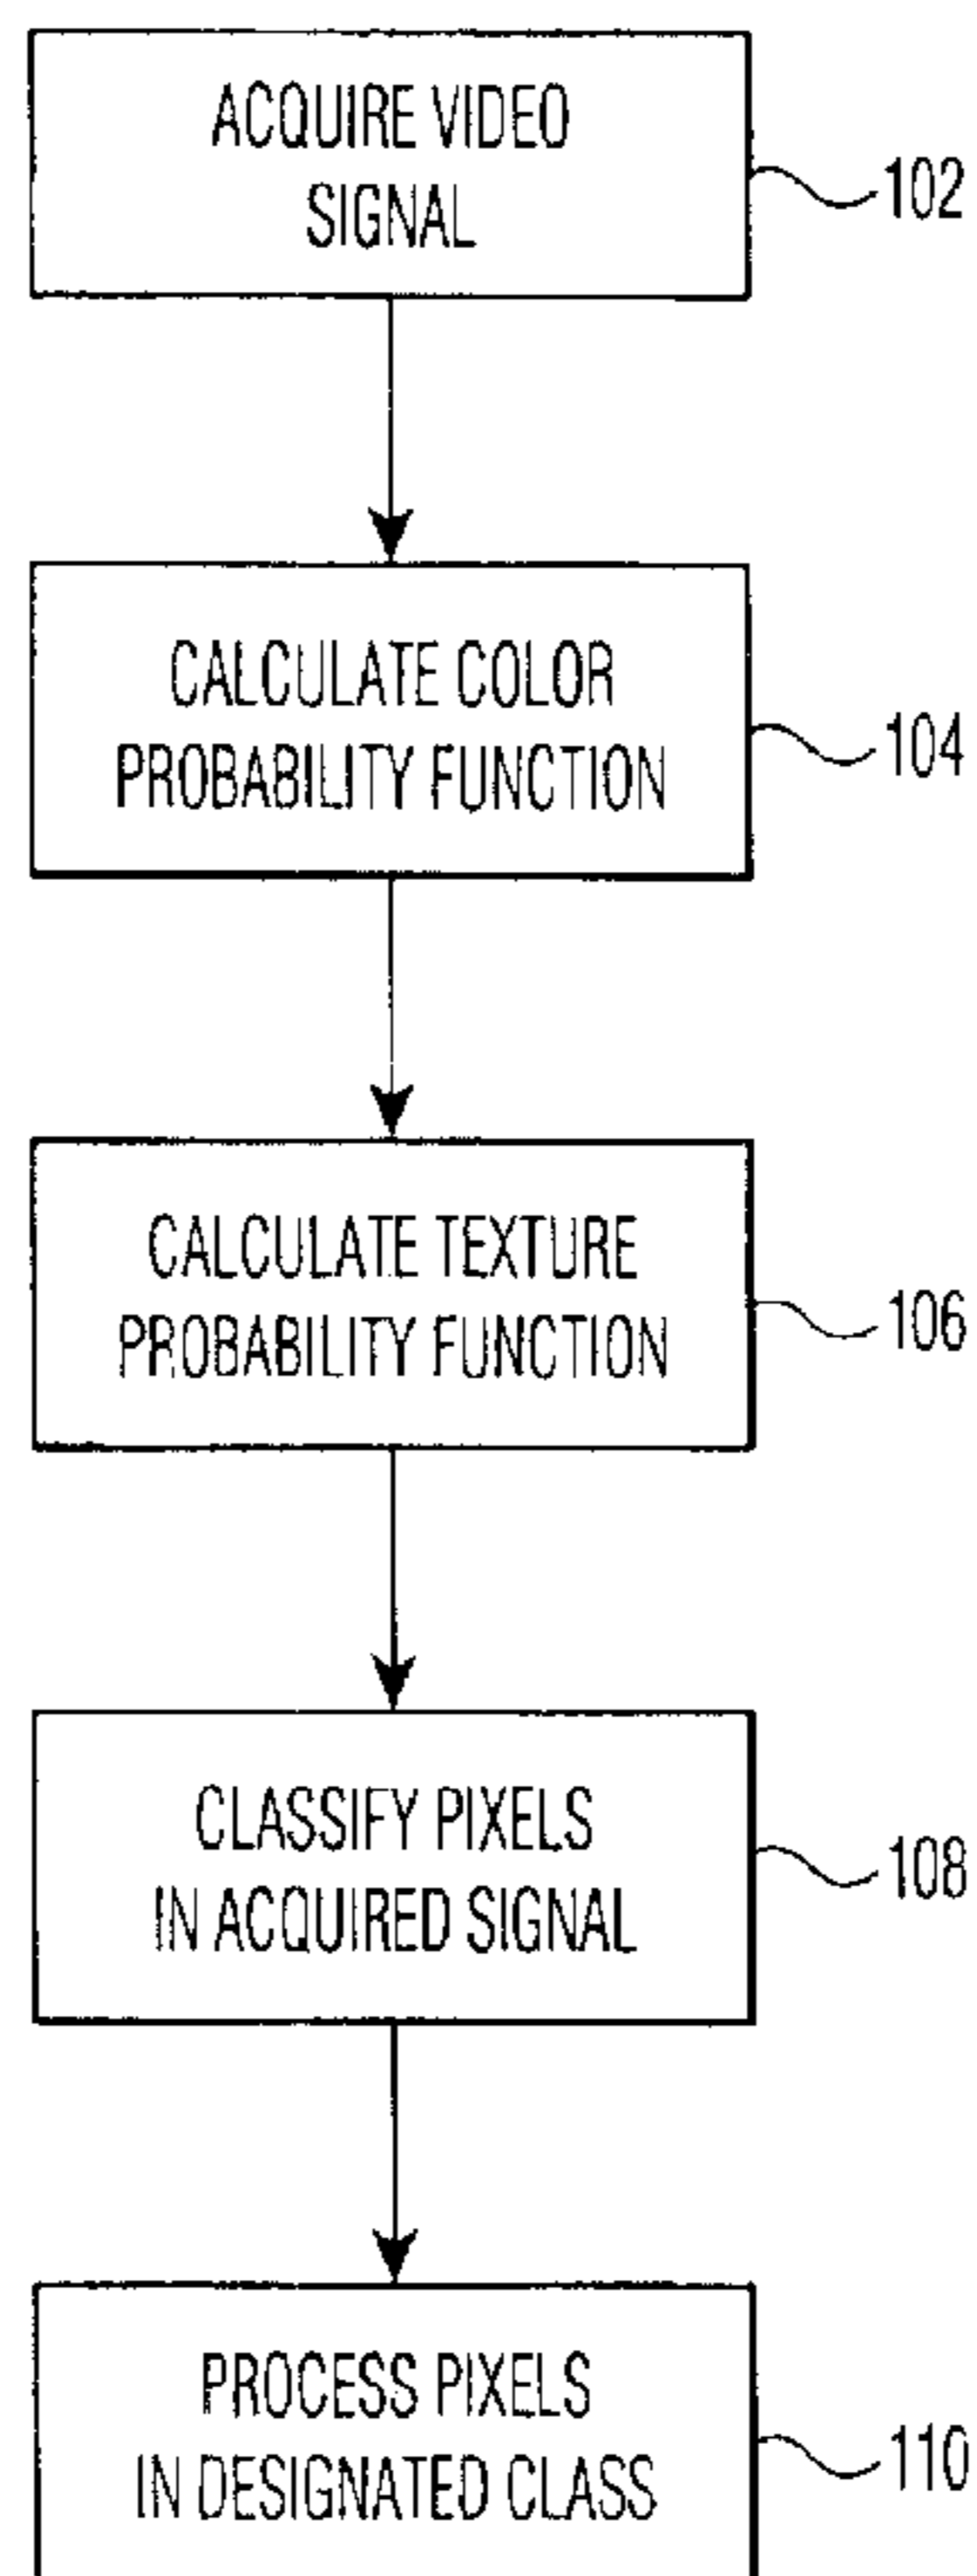 ACQUIRE VIDEO
SIGNAL
102
CALCULATE COLOR
PROBABILITY FUNCTION
104
CALCULATE TEXTURE
PROBABILITY FUNCTION
106
CLASSIFY PIXELS
IN ACQUIRED SIGNAL
108
PROCESS PIXELS
IN DESIGNATED CLASS
110